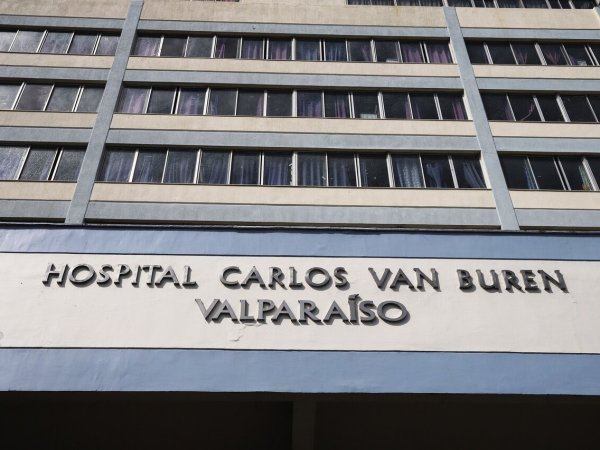 HOSPITAL CARLOS VAN BUREN
VALPARAÍSO